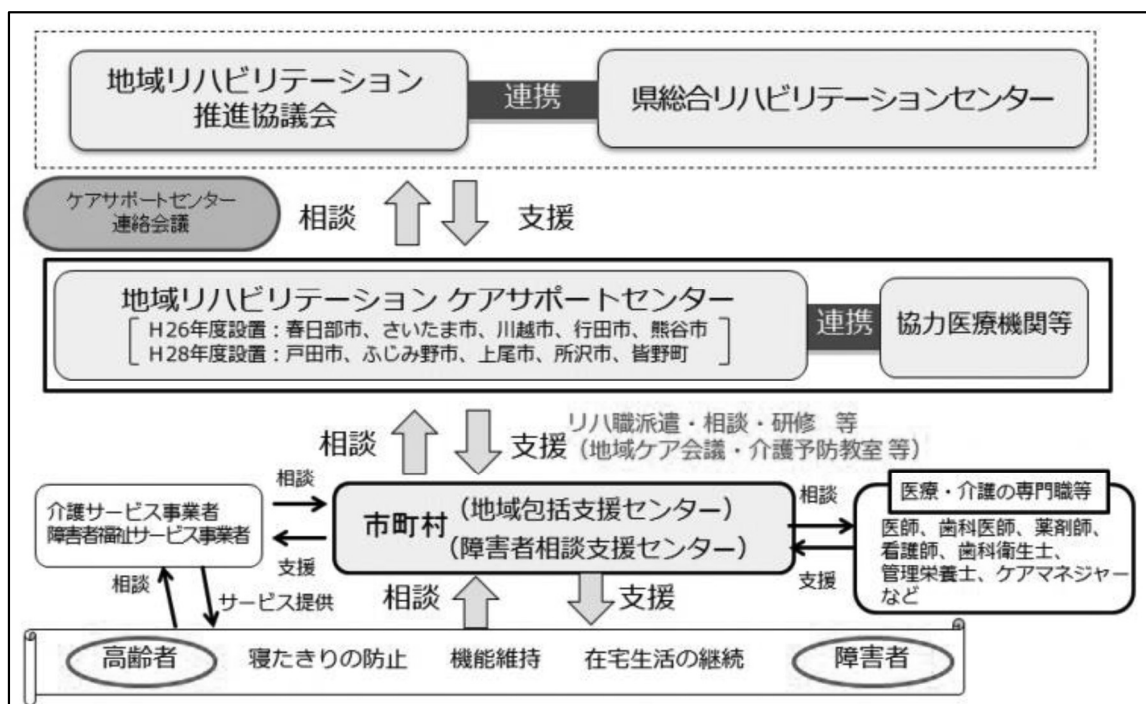 地域リハビリテーション
推進協議会
連携
県総合リハビリテーションセンター
ケアサポートセンター
連絡会議
相談
支援
地域リハビリテーション ケアサポートセンター
H26年度設置：春日部市、さいたま市、川越市、行田市、熊谷市
H28年度設置：戸田市、ふじみ野市、上尾市、所沢市、皆野町
連携
協力医療機関等
相談
支援
リハ職派遣・相談・研修 等
（地域ケア会議・介護予防教室 等）
介護サービス事業者
障害者福祉サービス事業者
相談
支援
市町村
（地域包括支援センター）
（障害者相談支援センター）
相談
支援
医療・介護の専門職等
医師、歯科医師、薬剤師、
看護師、歯科衛生士、
管理栄養士、ケアマネジャー
など
相談
サービス提供
相談
支援
高齢者
寝たきりの防止
機能維持
在宅生活の継続
障害者